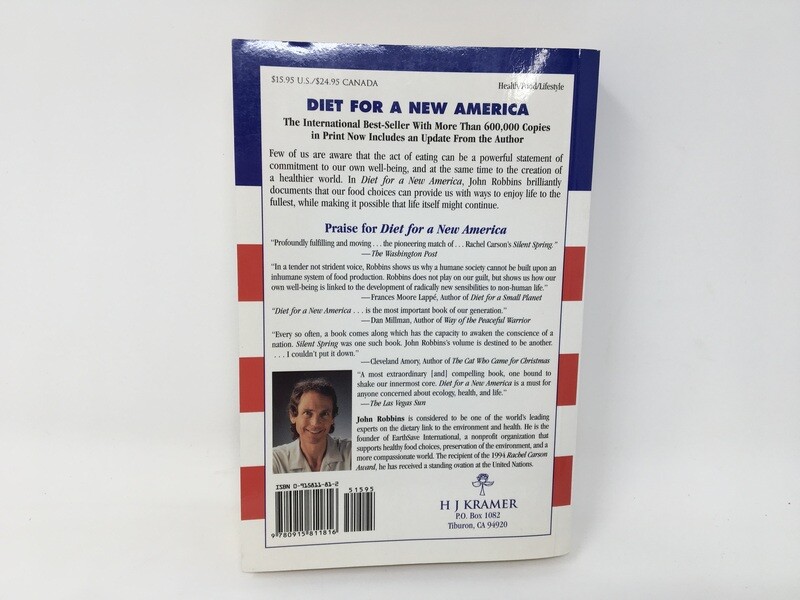 $15.95 U.S./$24.95 CANADA
Health/Food/Lifestyle
DIET FOR A NEW AMERICA
The International Best-Seller With More Than 600,000 Copies
in Print Now Includes an Update From the Author
Few of us are aware that the act of eating can be a powerful statement of
commitment to our own well-being, and at the same time to the creation of
a healthier world. In Diet for a New America, John Robbins brilliantly
documents that our food choices can provide us with ways to enjoy life to the
fullest, while making it possible that life itself might continue.
Praise for Diet for a New America
"Profoundly fulfilling and moving . . . the pioneering match of . . . Rachel Carson's Silent Spring."
—The Washington Post
"In a tender not strident voice, Robbins shows us why a humane society cannot be built upon an
inhumane system of food production. Robbins does not play on our guilt, but shows us how our
own well-being is linked to the development of radically new sensibilities to non-human life."
—Frances Moore Lappé, Author of Diet for a Small Planet
"Diet for a New America . . . is the most important book of our generation."
—Dan Millman, Author of Way of the Peaceful Warrior
"Every so often, a book comes along which has the capacity to awaken the conscience of a
nation. Silent Spring was one such book. John Robbins's volume is destined to be another.
. . . I couldn't put it down."
—Cleveland Amory, Author of The Cat Who Came for Christmas
"A most extraordinary [and] compelling book, one bound to
shake our innermost core. Diet for a New America is a must for
anyone concerned about ecology, health, and life."
—The Las Vegas Sun
John Robbins is considered to be one of the world's leading
experts on the dietary link to the environment and health. He is the
founder of EarthSave International, a nonprofit organization that
supports healthy food choices, preservation of the environment, and a
more compassionate world. The recipient of the 1994 Rachel Carson
Award, he has received a standing ovation at the United Nations.
ISBN 0-915811-81-2
51595
9 780915 811816
H J KRAMER
P.O. Box 1082
Tiburon, CA 94920